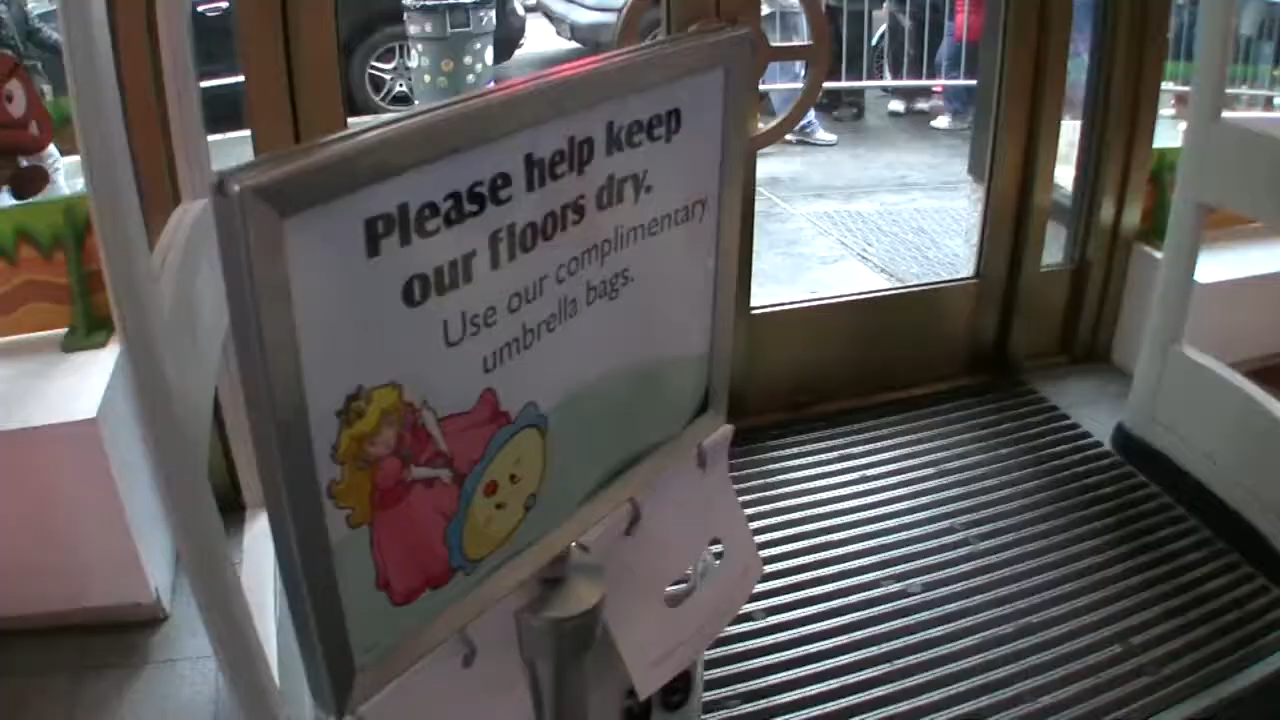 Please help keep
our floors dry.
Use our complimentary
umbrella bags.